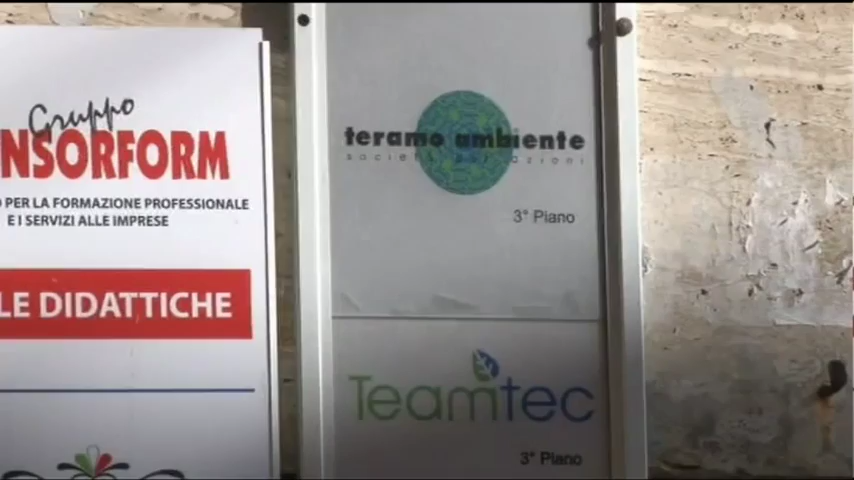 Gruppo
NSORFORM
PER LA FORMAZIONE PROFESSIONALE
E I SERVIZI ALLE IMPRESE
LE DIDATTICHE
teramo ambiente
società per azioni
3° Piano
Teamtec
3° Piano